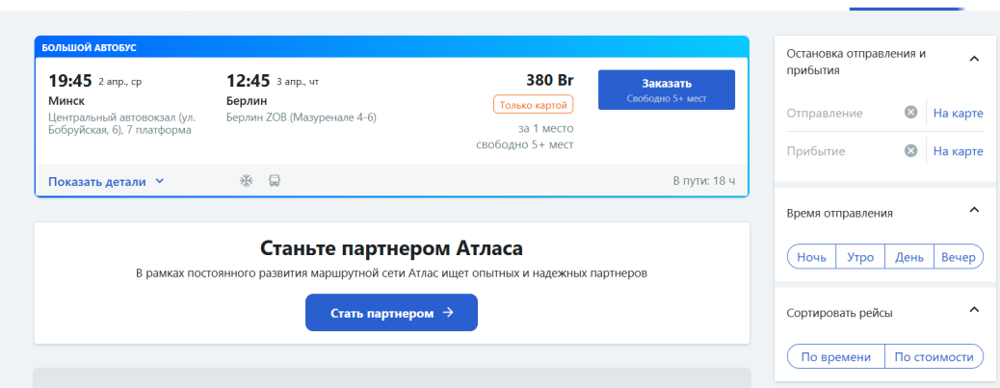 БОЛЬШОЙ АВТОБУС
19:45 2 апр., ср
Минск
Центральный автовокзал (ул.
Бобруйская, 6), 7 платформа
12:45 3 апр., чт
Берлин
Берлин ZOB (Мазуренале 4-6)
380 Br
Только картой
за 1 место
свободно 5+ мест
Заказать
Свободно 5+ мест
Показать детали
В пути: 18 ч
Станьте партнером Атласа
В рамках постоянного развития маршрутной сети Атлас ищет опытных и надежных партнеров
Стать партнером →
Остановка отправления и
прибытия
Отправление На карте
Прибытие На карте
Время отправления
Ночь Утро День Вечер
Сортировать рейсы
По времени По стоимости